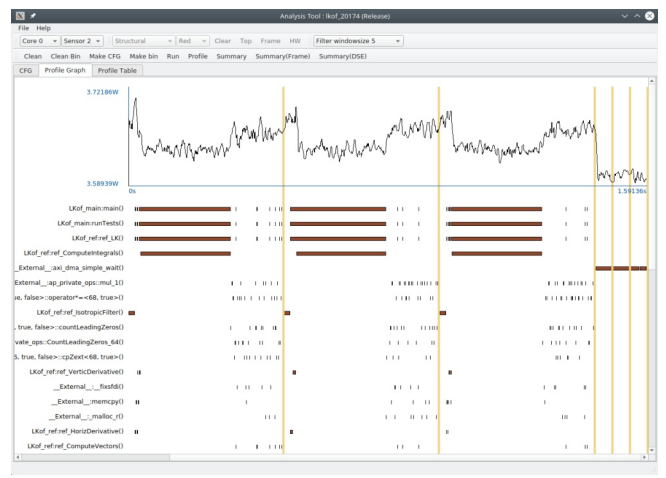 Analysis Tool : lkof_20174 (Release)
File Help
Core 0 Sensor 2 Structural Red Clear Top Frame HW Filter windowsize 5
Clean Clean Bin Make CFG Make bin Run Profile Summary Summary(Frame) Summary(DSE)
CFG Profile Graph Profile Table
3.72186W
3.58939W
0s 1.59136s
LKof_main:main()
LKof_main:runTests()
LKof_ref:ref_LK()
LKof_ref:ref_ComputeIntegrals()
_External__:axi_dma_simple_wait()
External__:ap_private_ops::mul_1()
ue, false>::operator*=<68, true>()
LKof_ref:ref_IsotropicFilter()
, true, false>::countLeadingZeros()
vate_ops::CountLeadingZeros_64()
5, true, false>::cpZext<68, true>()
LKof_ref:ref_VerticDerivative()
__External__:__fixsfdi()
__External__:memcpy()
__External__:_malloc_r()
LKof_ref:ref_HorizDerivative()
LKof_ref:ref_ComputeVectors()